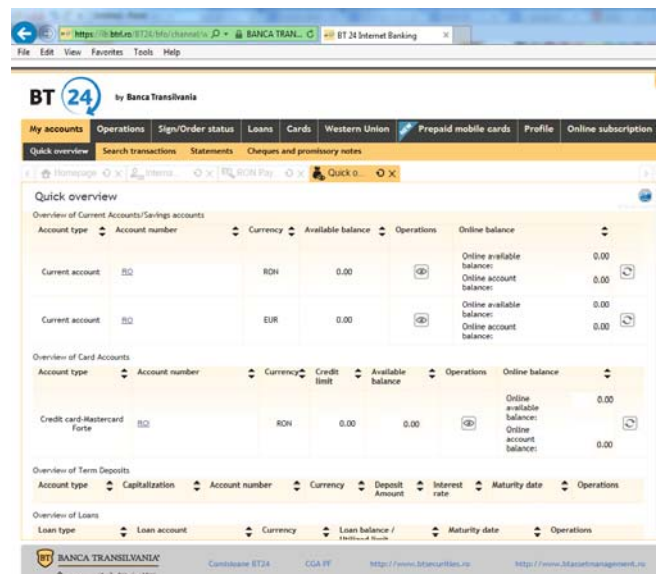 BANCA TRAN...
BT 24 Internet Banking
File Edit View Favorites Tools Help
BT 24 by Banca Transilvania
My accounts Operations Sign/Order status Loans Cards Western Union Prepaid mobile cards Profile Online subscription
Quick overview Search transactions Statements Cheques and promissory notes
Homepage Interna... RON Pay... Quick o...
Quick overview
Overview of Current Accounts/Savings accounts
Account type Account number Currency Available balance Operations Online balance
Current account RO RON 0.00 Online available balance: 0.00
Online account balance: 0.00
Current account RO EUR 0.00 Online available balance: 0.00
Online account balance: 0.00
Overview of Card Accounts
Account type Account number Currency Credit limit Available balance Operations Online balance
Credit card-Mastercard Forte RO RON 0.00 0.00 Online available balance: 0.00
Online account balance: 0.00
Overview of Term Deposits
Account type Capitalization Account number Currency Deposit Amount Interest rate Maturity date Operations
Overview of Loans
Loan type Loan account Currency Loan balance / Utilized limit Maturity date Operations
BT BANCA TRANSILVANIA
Comisioane BT24 CGA PF http://www.btsecurities.ro http://www.btassetmanagement.ro